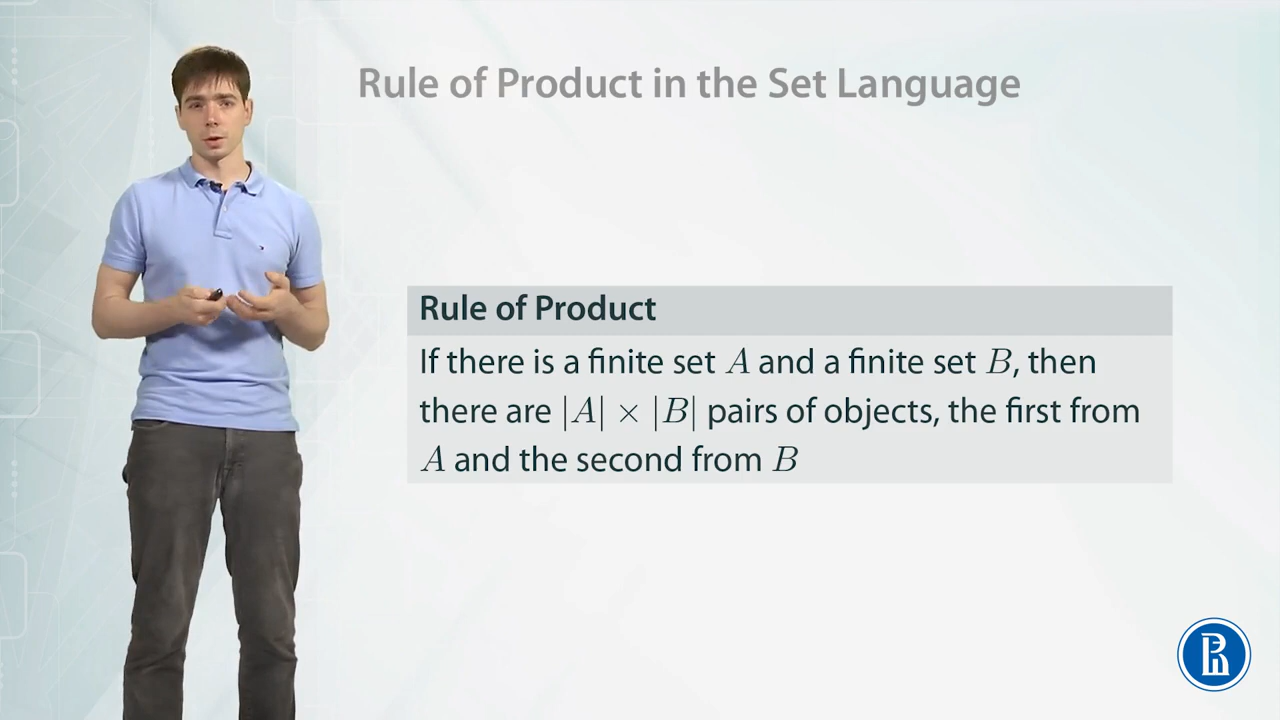 Rule of Product in the Set Language
Rule of Product
If there is a finite set A and a finite set B, then
there are |A| × |B| pairs of objects, the first from
A and the second from B